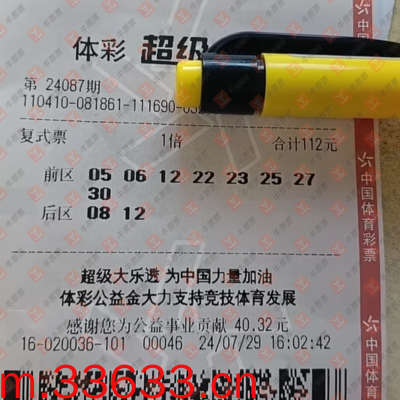 体彩 超级
第 24087期
110410-081861-111690-032
复式票 1倍 合计112元
前区 05 06 12 22 23 25 27
30
后区 08 12
超级大乐透 为中国力量加油
体彩公益金大力支持竞技体育发展
感谢您为公益事业贡献 40.32元
16-020036-101 00046 24/07/29 16:02:42
中国体育彩票
中国体育
m.33633.cn